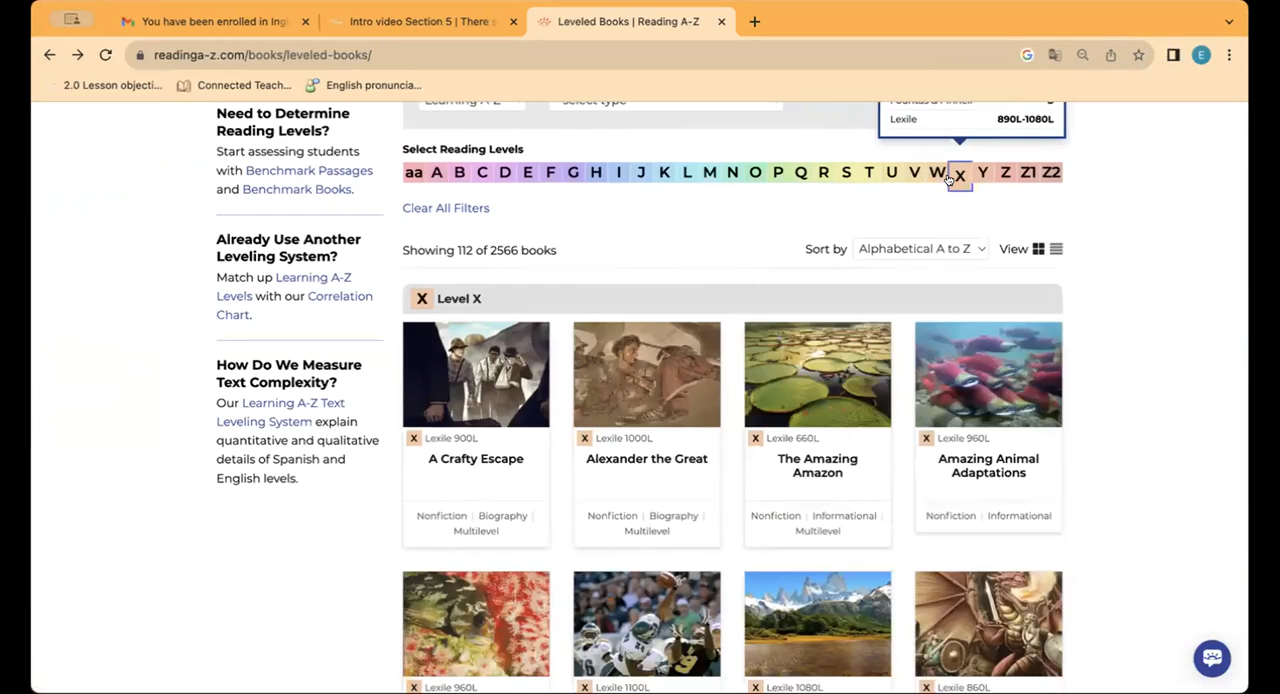 You have been enrolled in Ingl
Intro video Section 5 | There s
Leveled Books | Reading A-Z
readinga-z.com/books/leveled-books/
E
2.0 Lesson objecti...
Connected Teach...
English pronuncia...
Need to Determine
Reading Levels?
Start assessing students
with Benchmark Passages
and Benchmark Books.
Already Use Another
Leveling System?
Match up Learning A-Z
Levels with our Correlation
Chart.
How Do We Measure
Text Complexity?
Our Learning A-Z Text
Leveling System explain
quantitative and qualitative
details of Spanish and
English levels.
Learning A-Z
select type
Fountas & Pinnell
Lexile 890L-1080L
Select Reading Levels
aa A B C D E F G H I J K L M N O P Q R S T U V W X Y Z Z1 Z2
Clear All Filters
Showing 112 of 2566 books
Sort by Alphabetical A to Z View
X Level X
X Lexile 900L
A Crafty Escape
Nonfiction | Biography |
Multilevel
X Lexile 1000L
Alexander the Great
Nonfiction | Biography |
Multilevel
X Lexile 660L
The Amazing
Amazon
Nonfiction | Informational |
Multilevel
X Lexile 960L
Amazing Animal
Adaptations
Nonfiction | Informational
X Lexile 960L
X Lexile 1100L
X Lexile 1080L
X Lexile 860L